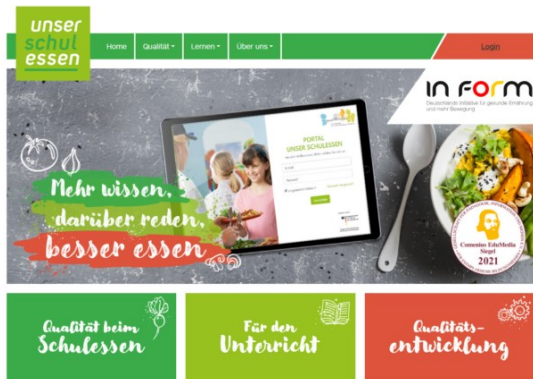 unser
schul
essen
Home
Qualität
Lernen
Über uns
Login
IN FORM
Deutschlands Initiative für gesunde Ernährung
und mehr Bewegung
PORTAL
UNSER SCHULESSEN
Mehr wissen,
darüber reden,
besser essen
Comenius EduMedia
Siegel
2021
Qualität beim
Schulessen
Für den
Unterricht
Qualitäts-
entwicklung